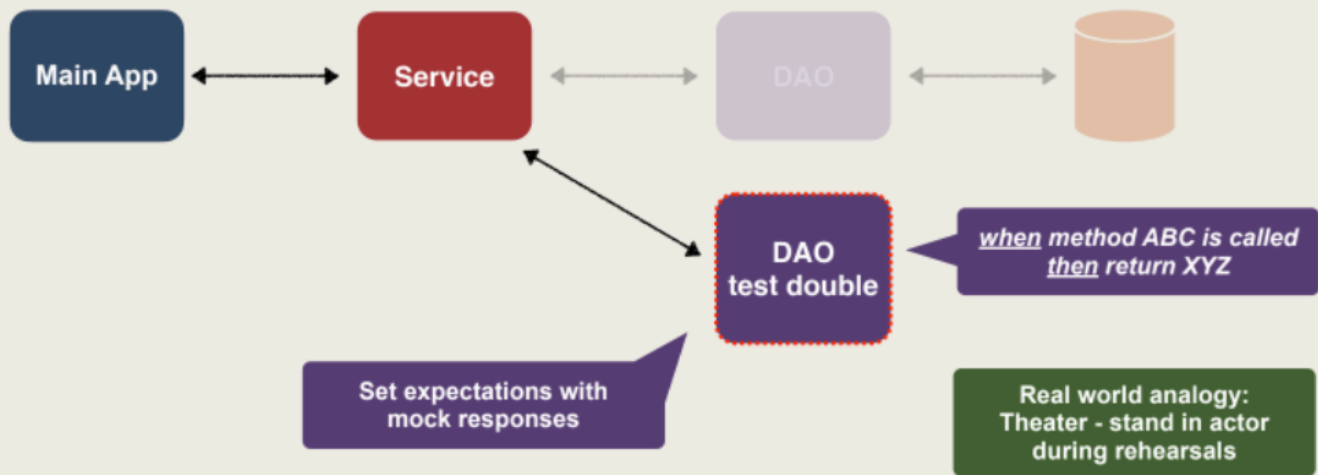 Main App
Service
DAO
DAO
test double
when method ABC is called
then return XYZ
Set expectations with
mock responses
Real world analogy:
Theater - stand in actor
during rehearsals